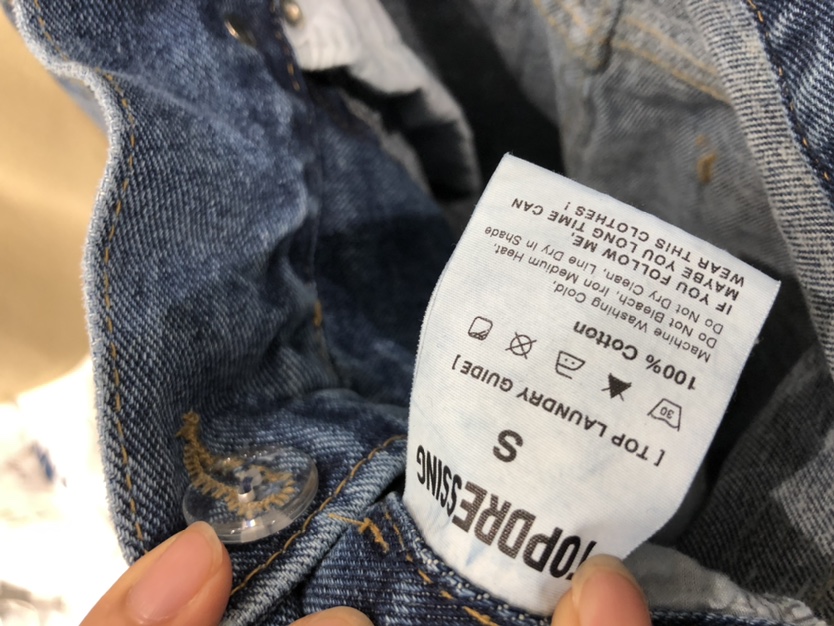 TOPDRESSING
S
[ TOP LAUNDRY GUIDE ]
30
100% Cotton
Machine Washing Cold,
Do Not Bleach, Iron Medium Heat,
Do Not Dry Clean, Line Dry In Shade
IF YOU FOLLOW ME,
MAYBE YOU LONG TIME CAN
WEAR THIS CLOTHES !